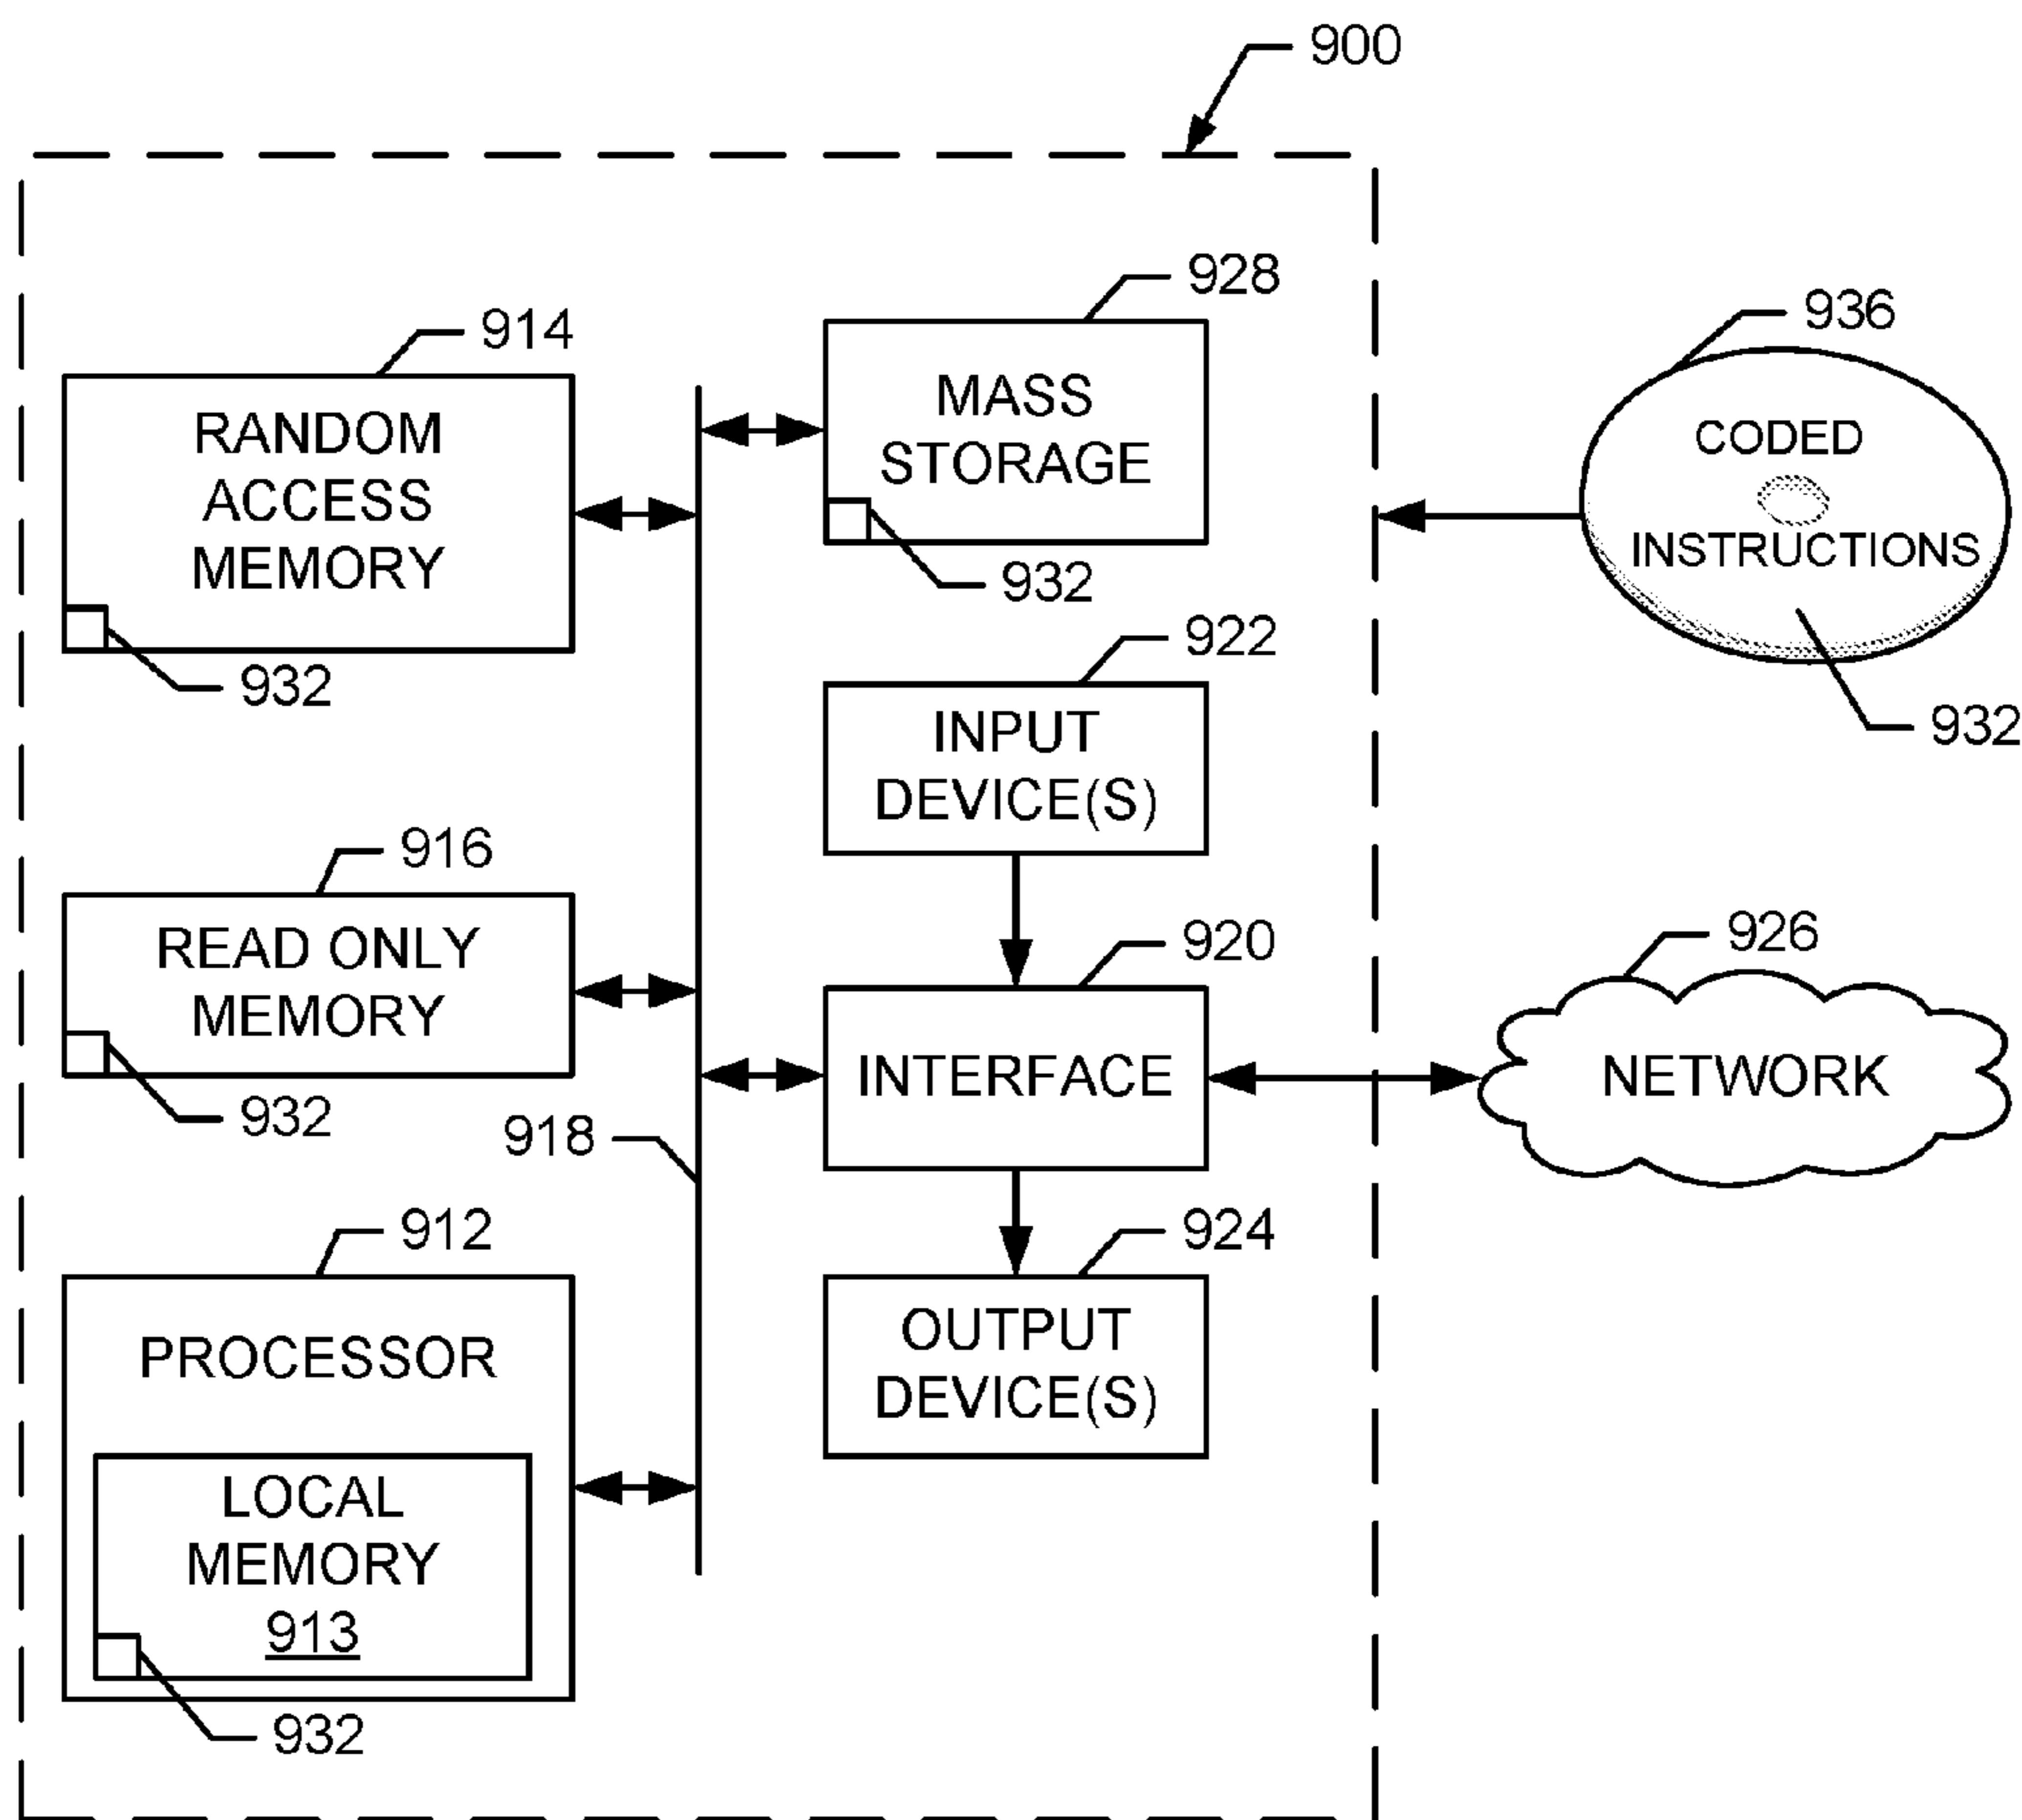 900
928
914
936
RANDOM
ACCESS
MEMORY
MASS
STORAGE
CODED
INSTRUCTIONS
932
932
932
922
INPUT
DEVICE(S)
916
READ ONLY
MEMORY
932
918
920
INTERFACE
926
NETWORK
912
PROCESSOR
LOCAL
MEMORY
913
932
924
OUTPUT
DEVICE(S)